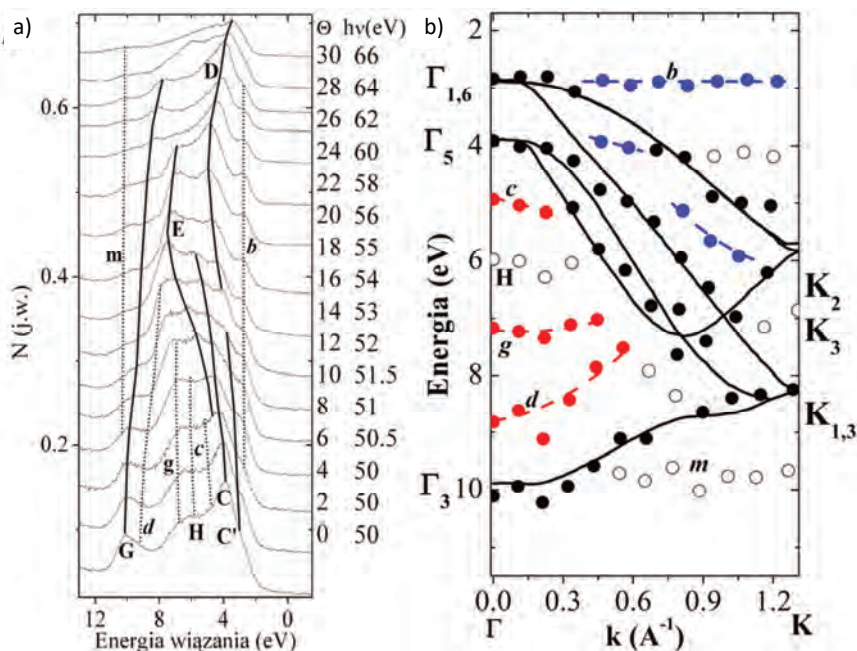 a)
Θ hν(eV)
30 66
28 64
26 62
24 60
22 58
20 56
18 55
16 54
14 53
12 52
10 51.5
8 51
6 50.5
4 50
2 50
0 50
0.6
0.4
0.2
N (j.w.)
D
E
m
b
g
c
d
H
C
G
C'
12 8 4 0
Energia wiązania (eV)
b)
2
4
6
8
10
Energia (eV)
Γ1,6
Γ5
Γ3
b
c
H
g
d
m
K2
K3
K1,3
0.0 0.3 0.6 0.9 1.2
Γ k (A⁻¹) K